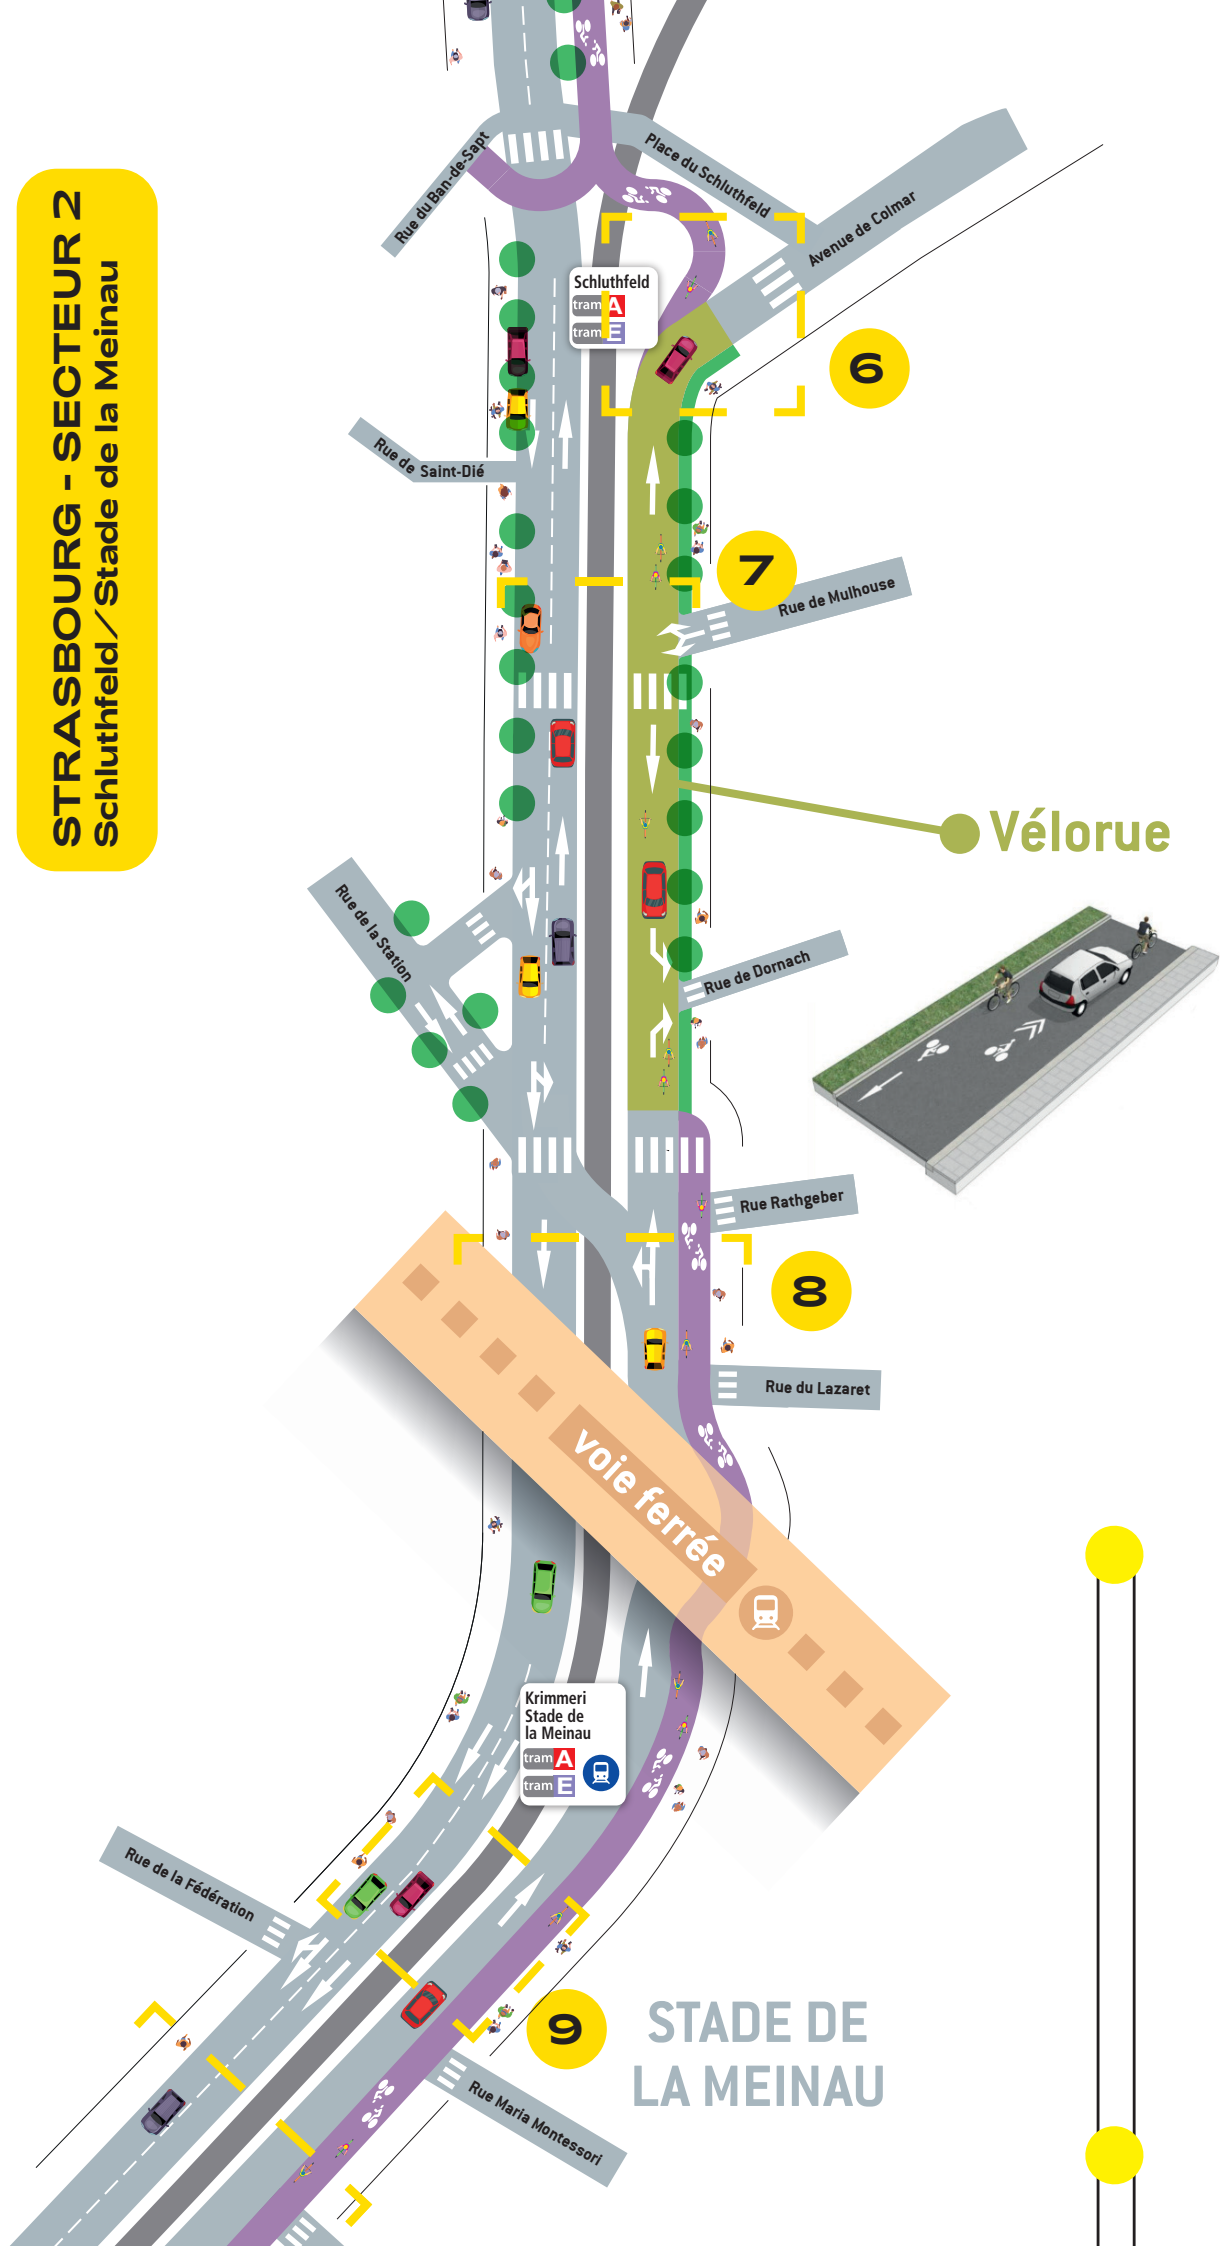 STRASBOURG - SECTEUR 2
Schluthfeld/Stade de la Meinau
Rue du Ban-de-Sapt
Place du Schluthfeld
Avenue de Colmar
Schluthfeld
tram A
tram E
6
Rue de Saint-Dié
7
Rue de Mulhouse
Vélorue
Rue de la Station
Rue de Dornach
Rue Rathgeber
8
Rue du Lazaret
voie ferrée
Krimmeri
Stade de
la Meinau
tram A
tram E
Rue de la Fédération
9
STADE DE
LA MEINAU
Rue Maria Montessori